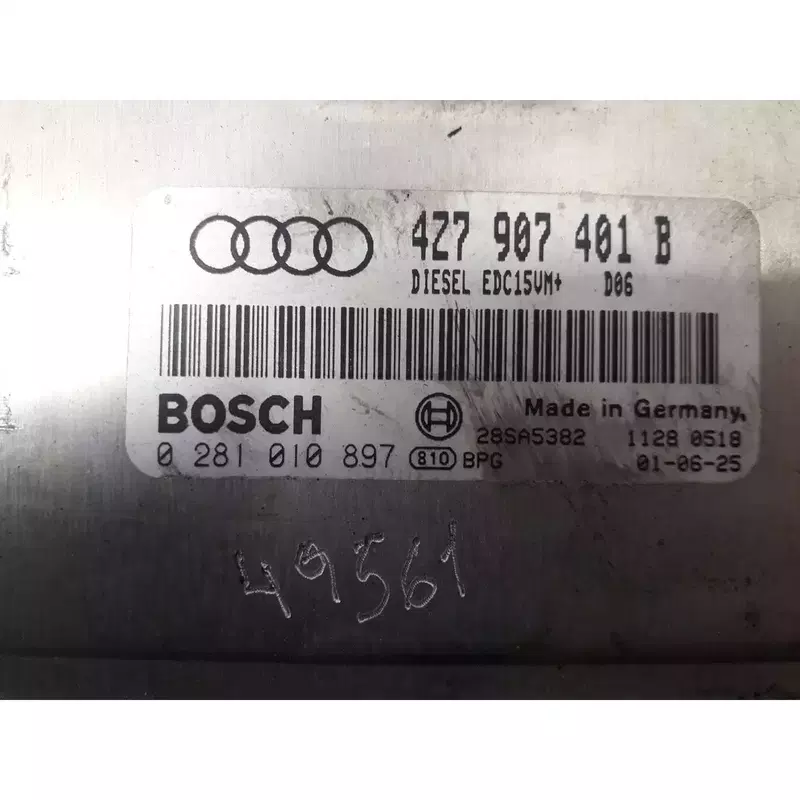 4Z7 907 401 B
DIESEL EDC15VM+ D06
BOSCH Made in Germany.
0 281 010 897 810 BPG 28SA5382 1128 0518
01-06-25
49561